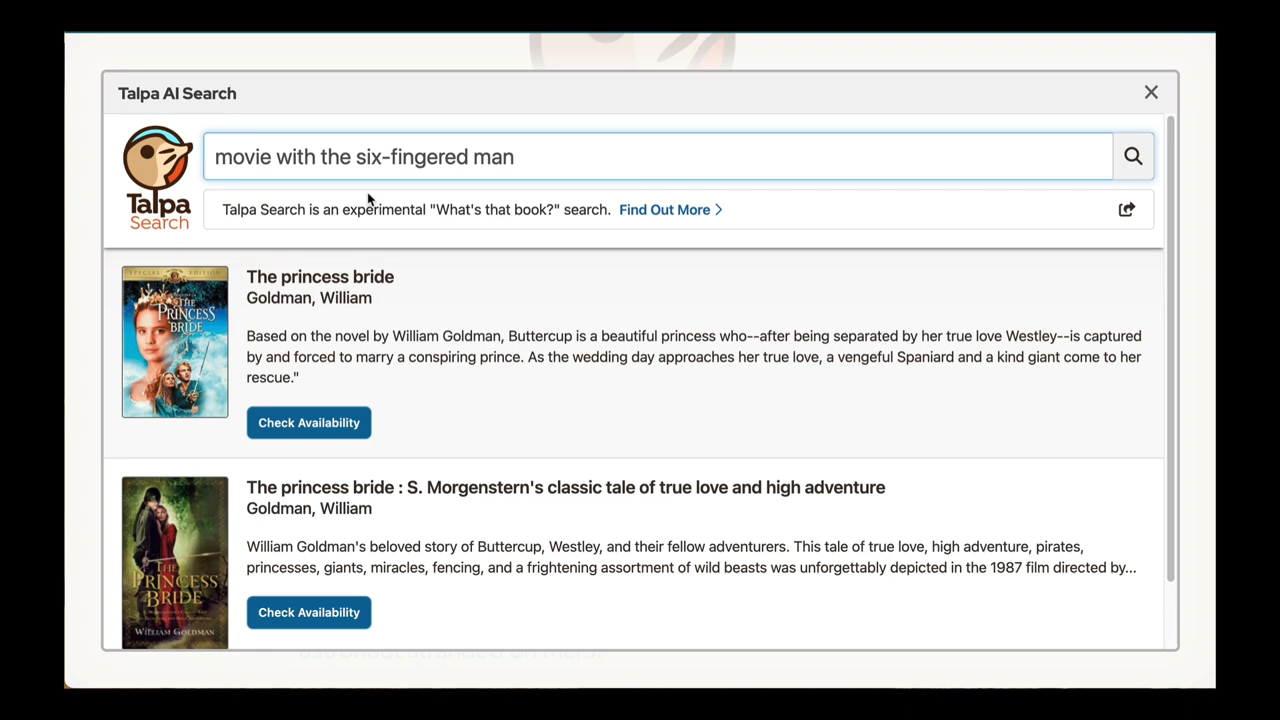 Talpa AI Search
movie with the six-fingered man
Talpa
Search
Talpa Search is an experimental "What's that book?" search. Find Out More
SPECIAL EDITION
THE
PRINCESS
BRIDE
The princess bride
Goldman, William
Based on the novel by William Goldman, Buttercup is a beautiful princess who--after being separated by her true love Westley--is captured
by and forced to marry a conspiring prince. As the wedding day approaches her true love, a vengeful Spaniard and a kind giant come to her
rescue."
Check Availability
THE
PRINCESS
BRIDE
WILLIAM GOLDMAN
The princess bride : S. Morgenstern's classic tale of true love and high adventure
Goldman, William
William Goldman's beloved story of Buttercup, Westley, and their fellow adventurers. This tale of true love, high adventure, pirates,
princesses, giants, miracles, fencing, and a frightening assortment of wild beasts was unforgettably depicted in the 1987 film directed by...
Check Availability